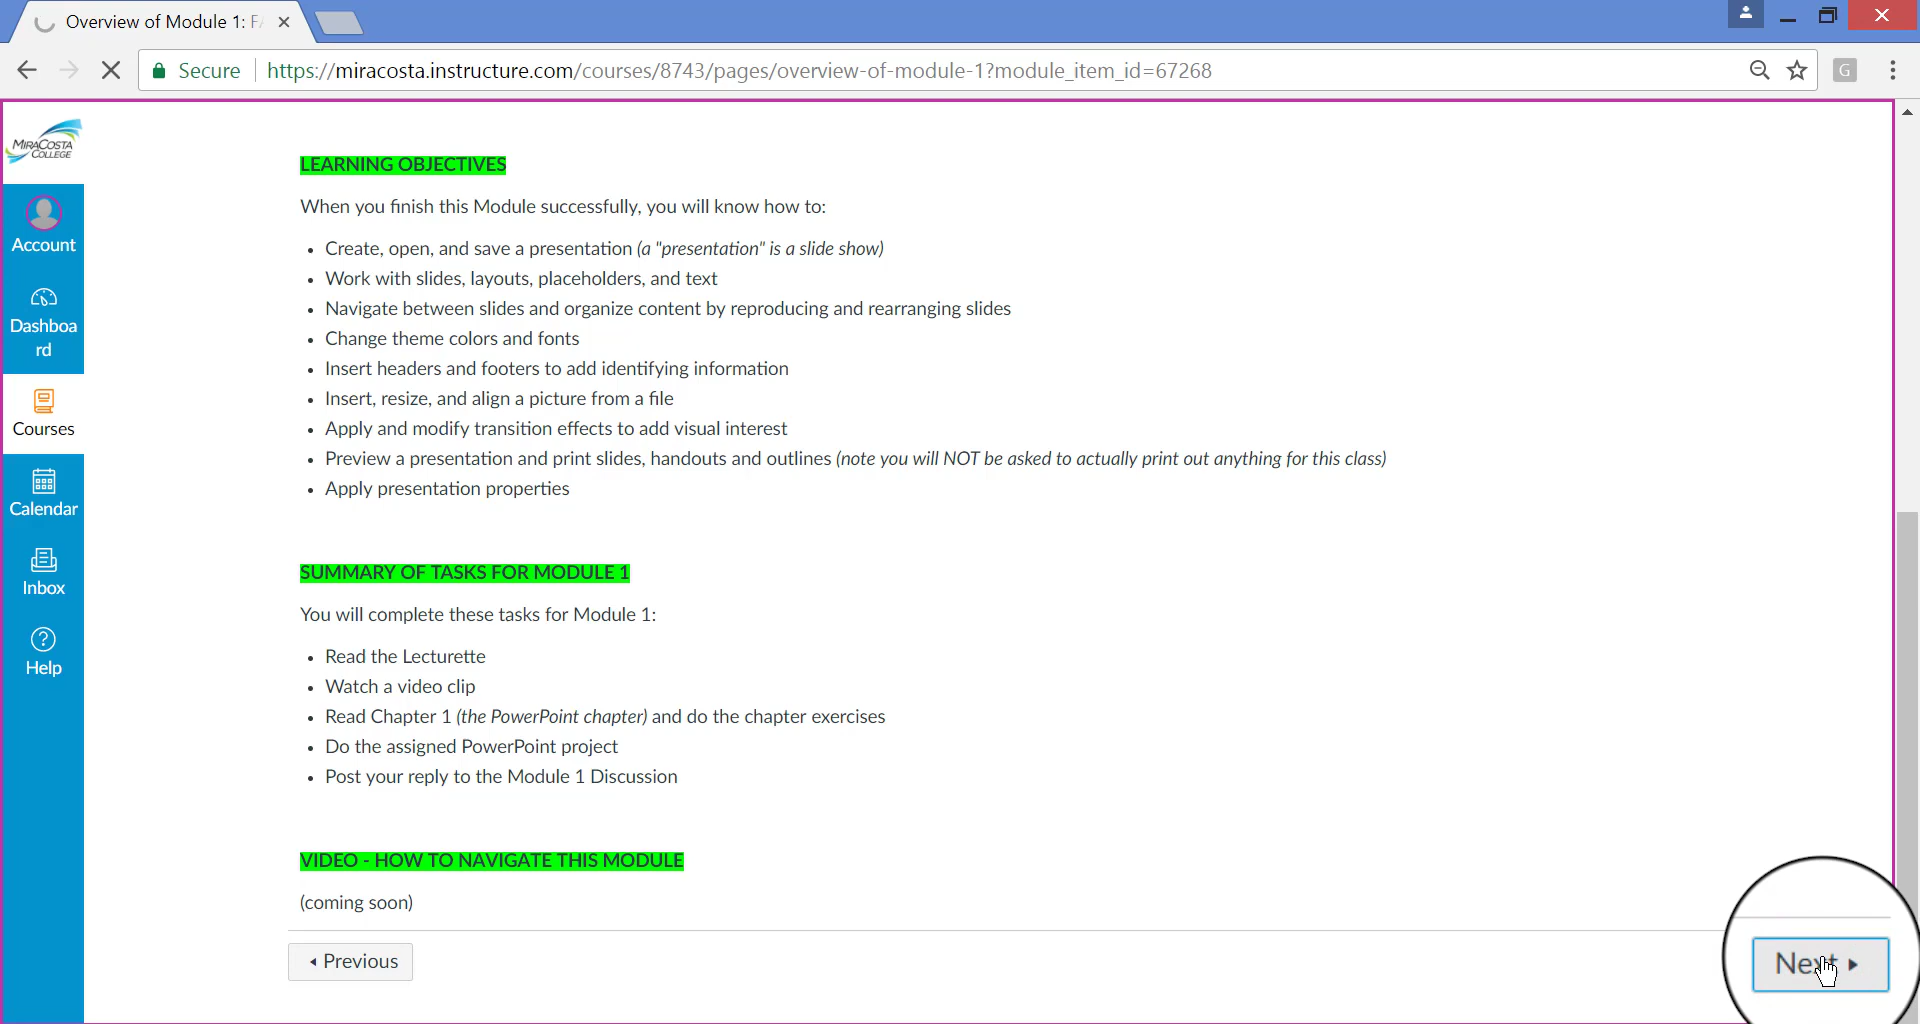 Overview of Module 1: FA
Secure https://miracosta.instructure.com/courses/8743/pages/overview-of-module-1?module_item_id=67268
G
MIRACOSTA
COLLEGE
Account
Dashboa
rd
Courses
Calendar
Inbox
Help
LEARNING OBJECTIVES
When you finish this Module successfully, you will know how to:
• Create, open, and save a presentation (a "presentation" is a slide show)
• Work with slides, layouts, placeholders, and text
• Navigate between slides and organize content by reproducing and rearranging slides
• Change theme colors and fonts
• Insert headers and footers to add identifying information
• Insert, resize, and align a picture from a file
• Apply and modify transition effects to add visual interest
• Preview a presentation and print slides, handouts and outlines (note you will NOT be asked to actually print out anything for this class)
• Apply presentation properties
SUMMARY OF TASKS FOR MODULE 1
You will complete these tasks for Module 1:
• Read the Lecturette
• Watch a video clip
• Read Chapter 1 (the PowerPoint chapter) and do the chapter exercises
• Do the assigned PowerPoint project
• Post your reply to the Module 1 Discussion
VIDEO - HOW TO NAVIGATE THIS MODULE
(coming soon)
Previous
Next